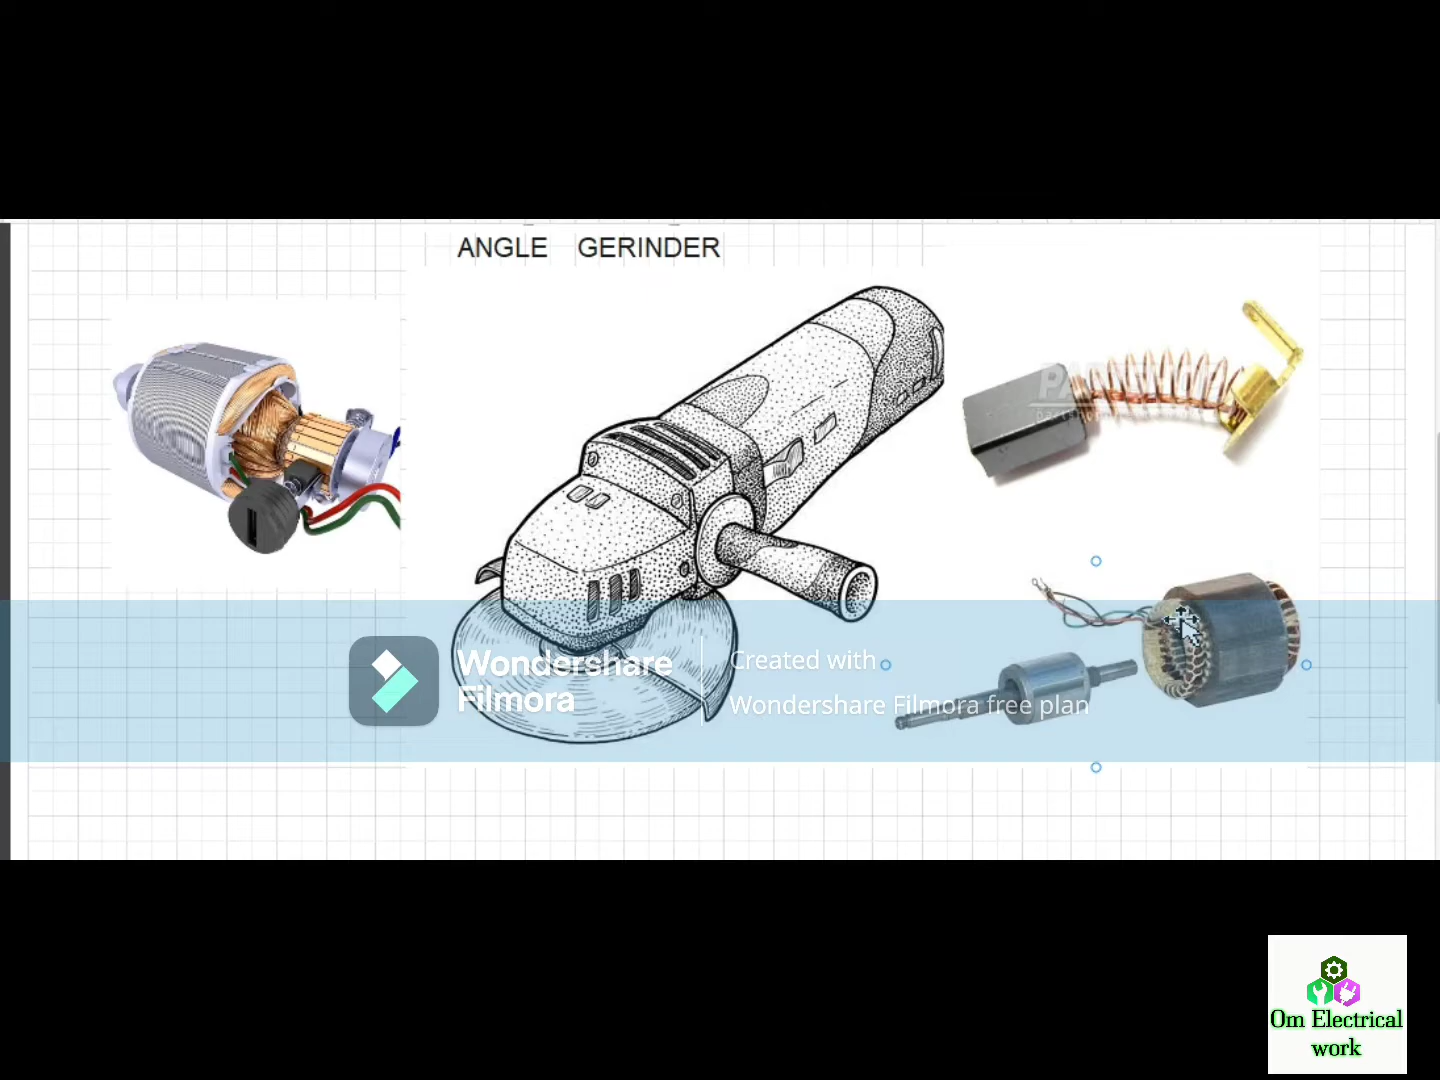 ANGLE GERINDER
Wondershare
Filmora
Created with
Wondershare Filmora free plan
Om Electrical
work